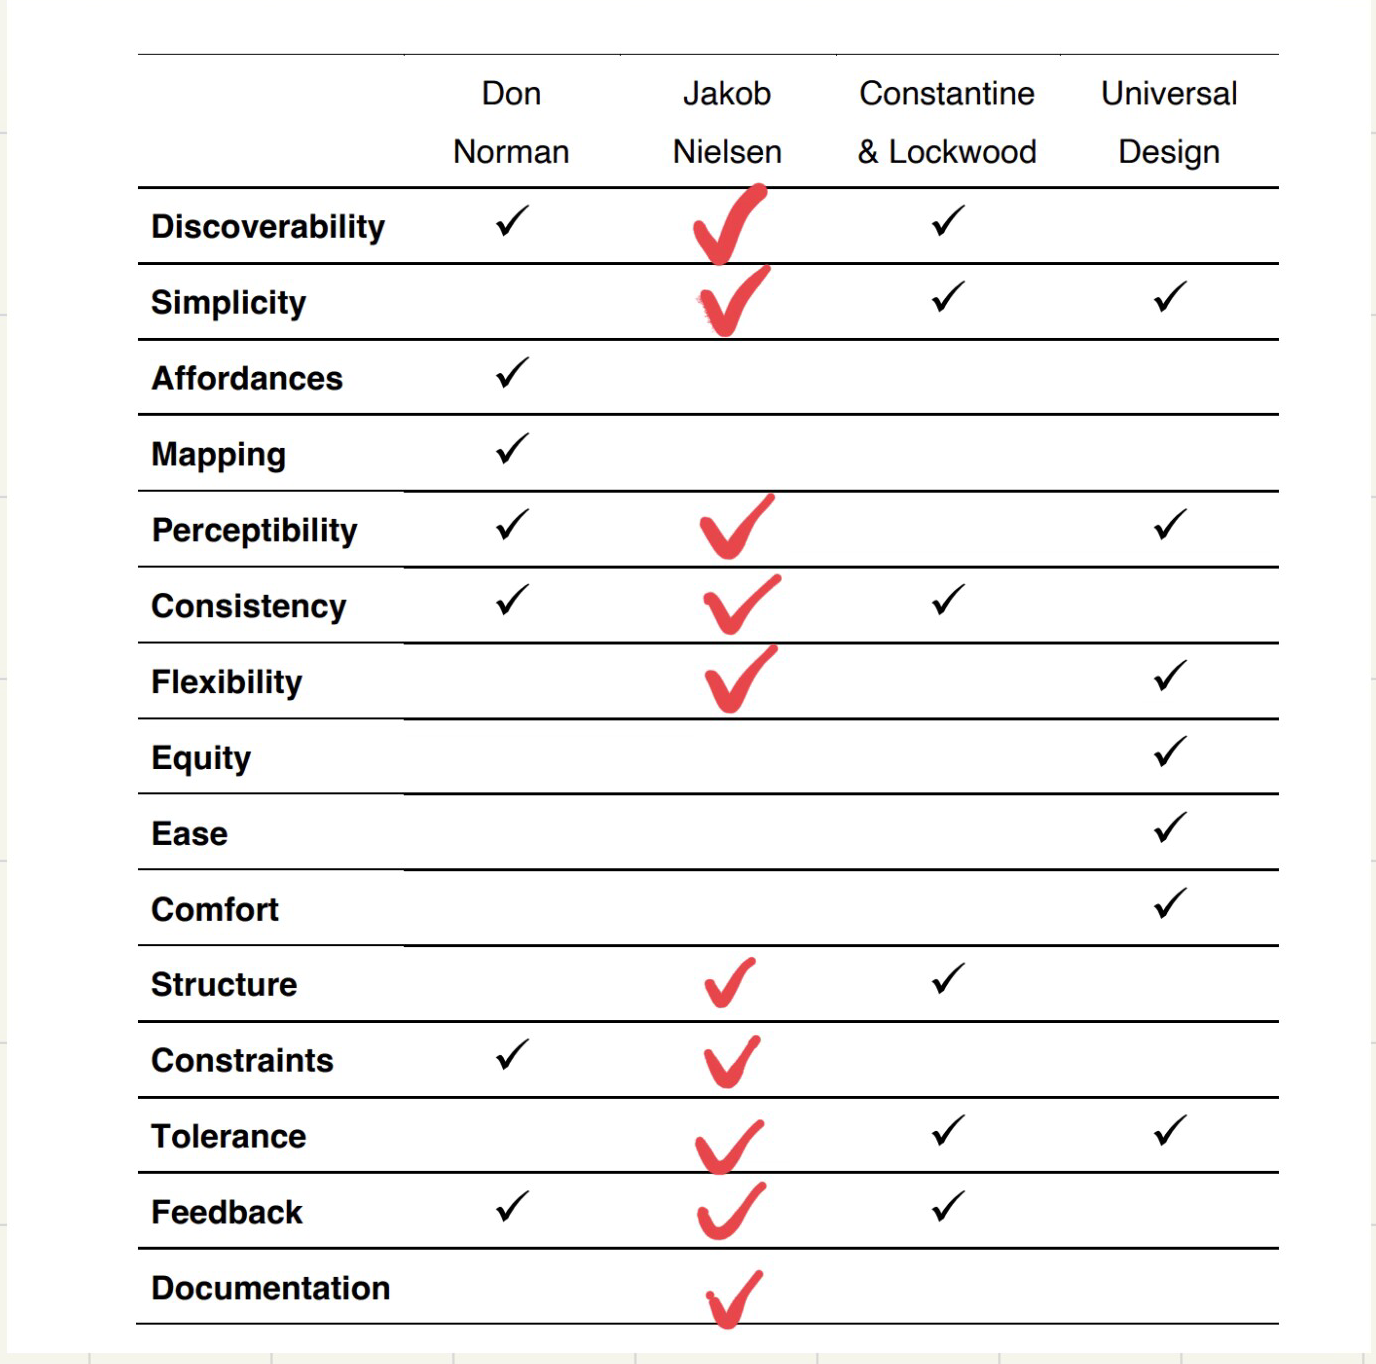 Don Jakob Constantine Universal
Norman Nielsen & Lockwood Design
Discoverability ✓ ✓ ✓
Simplicity ✓ ✓ ✓
Affordances ✓
Mapping ✓
Perceptibility ✓ ✓ ✓
Consistency ✓ ✓ ✓
Flexibility ✓ ✓
Equity ✓
Ease ✓
Comfort ✓
Structure ✓ ✓
Constraints ✓ ✓
Tolerance ✓ ✓ ✓
Feedback ✓ ✓ ✓
Documentation ✓